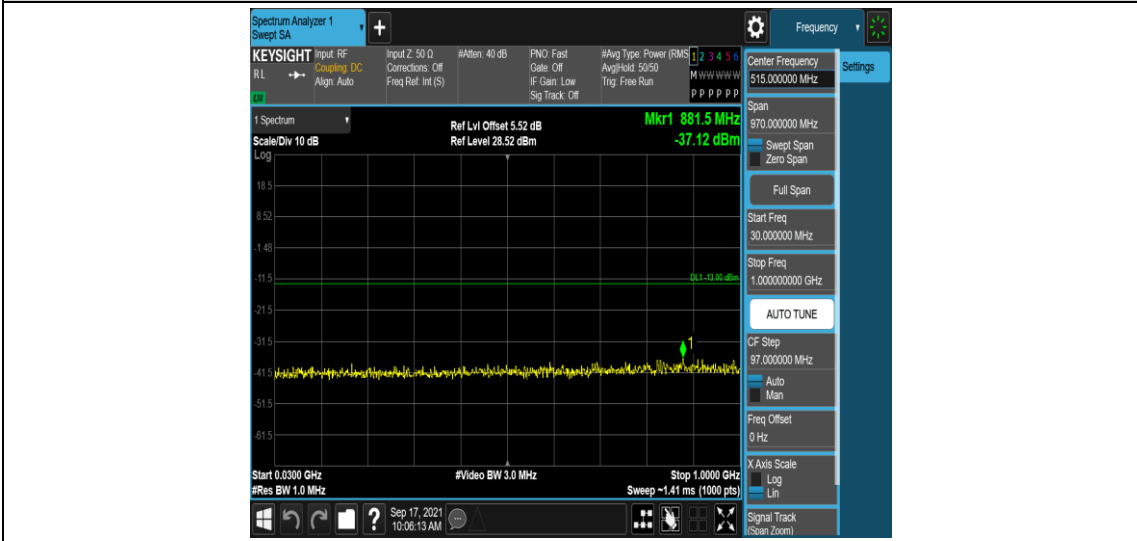 Spectrum Analyzer 1
Swept SA
+
Frequency
KEYSIGHT
RL
LNI
Input: RF
Coupling: DC
Align: Auto
Input Z: 50 Ω
Corrections: Off
Freq Ref: Int (S)
#Atten: 40 dB
PNO: Fast
Gate: Off
IF Gain: Low
Sig Track: Off
#Avg Type: Power (RMS
Avg|Hold: 50/50
Trig: Free Run
1 2 3 4 5 6
M W W W W W
P P P P P P
1 Spectrum
Scale/Div 10 dB
Ref Lvl Offset 5.52 dB
Ref Level 28.52 dBm
Mkr1 881.5 MHz
-37.12 dBm
Log
18.5
8.52
-1.48
-11.5
DL1 -13.00 dBm
-21.5
-31.5
1
-41.5
-51.5
-61.5
Start 0.0300 GHz
#Res BW 1.0 MHz
#Video BW 3.0 MHz
Stop 1.0000 GHz
Sweep ~1.41 ms (1000 pts)
?
Sep 17, 2021
10:06:13 AM
Center Frequency
515.000000 MHz
Settings
Span
970.000000 MHz
Swept Span
Zero Span
Full Span
Start Freq
30.000000 MHz
Stop Freq
1.000000000 GHz
AUTO TUNE
CF Step
97.000000 MHz
Auto
Man
Freq Offset
0 Hz
X Axis Scale
Log
Lin
Signal Track
(Span Zoom)